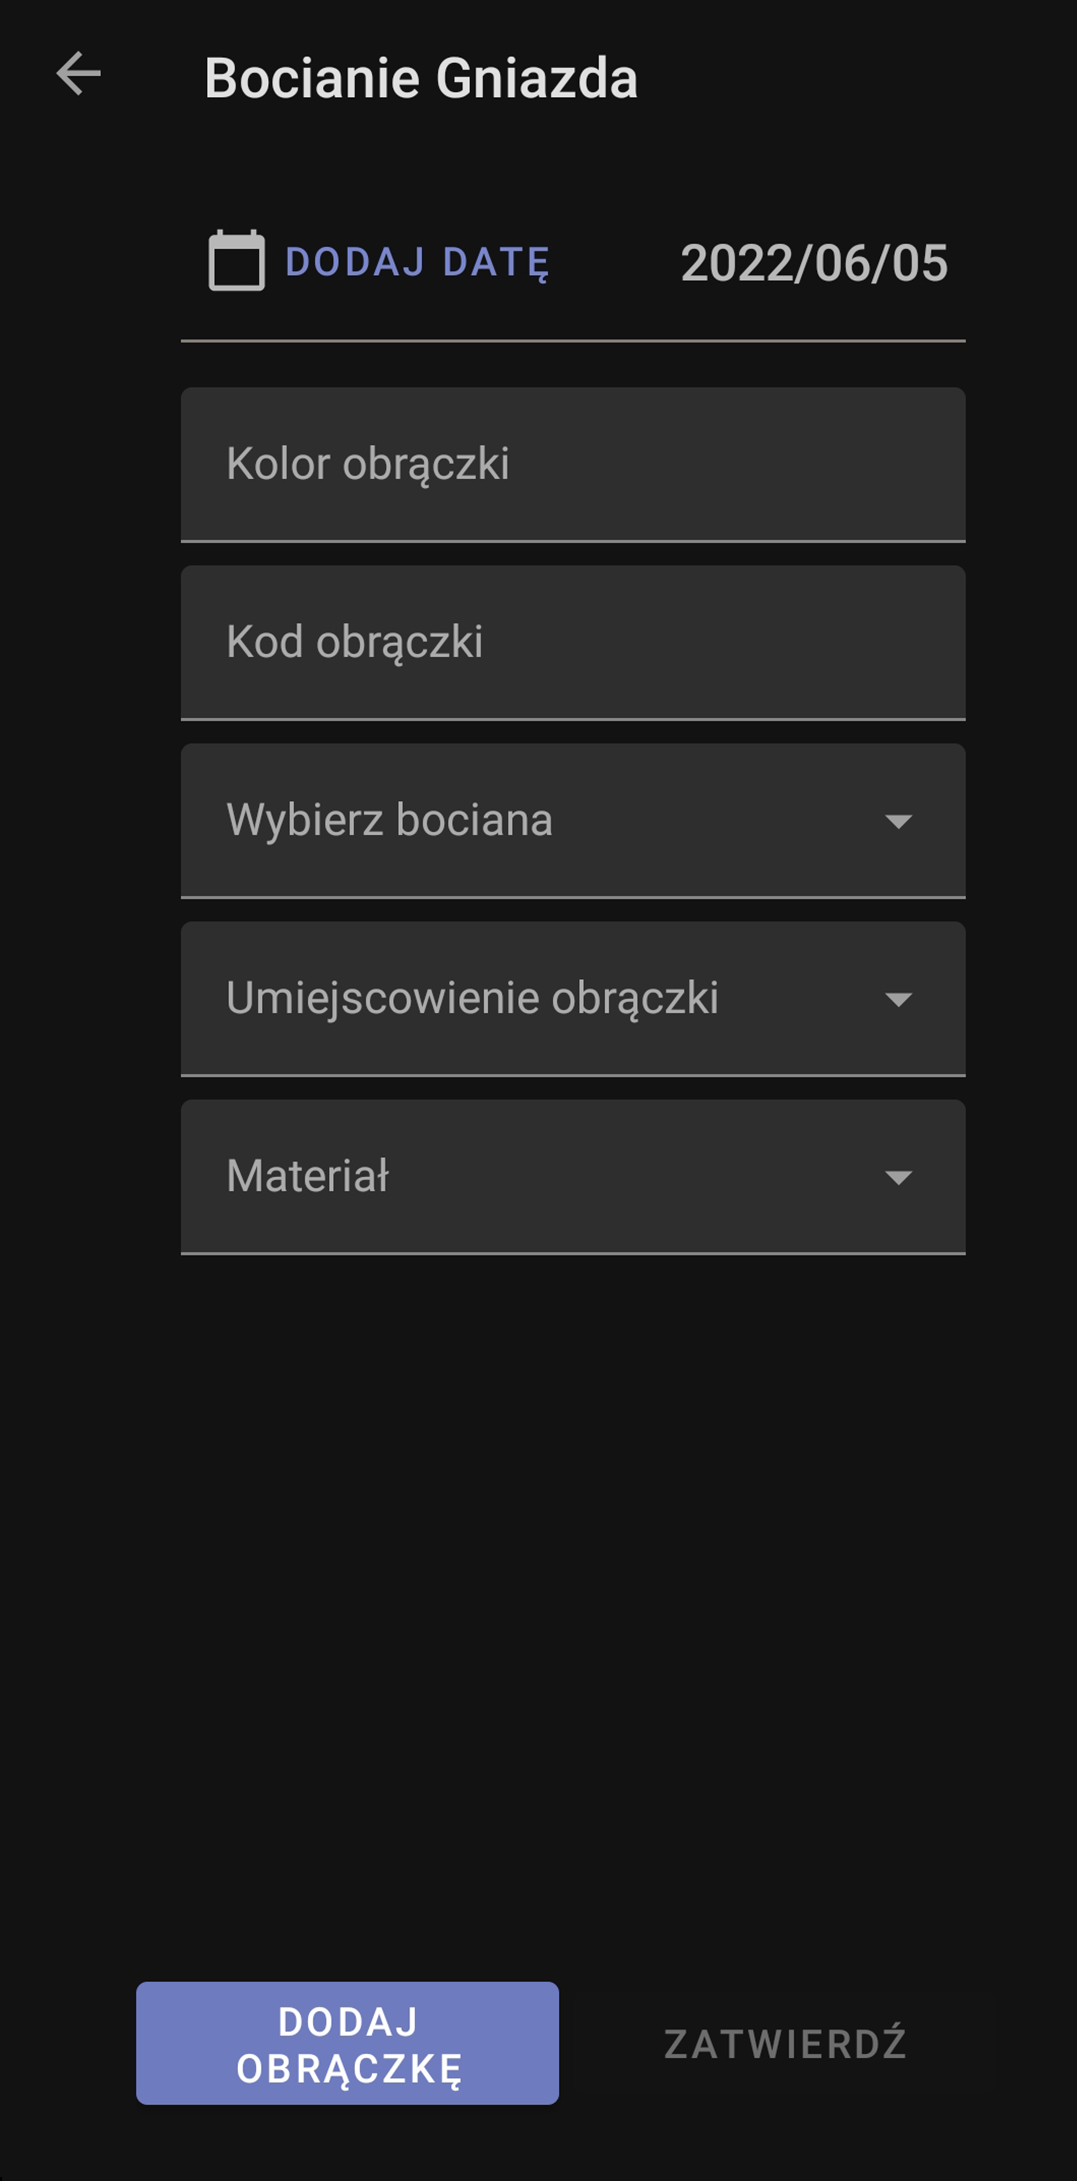 Bocianie Gniazda
DODAJ DATĘ 2022/06/05
Kolor obrączki
Kod obrączki
Wybierz bociana
Umiejscowienie obrączki
Materiał
DODAJ
OBRĄCZKĘ
ZATWIERDŹ